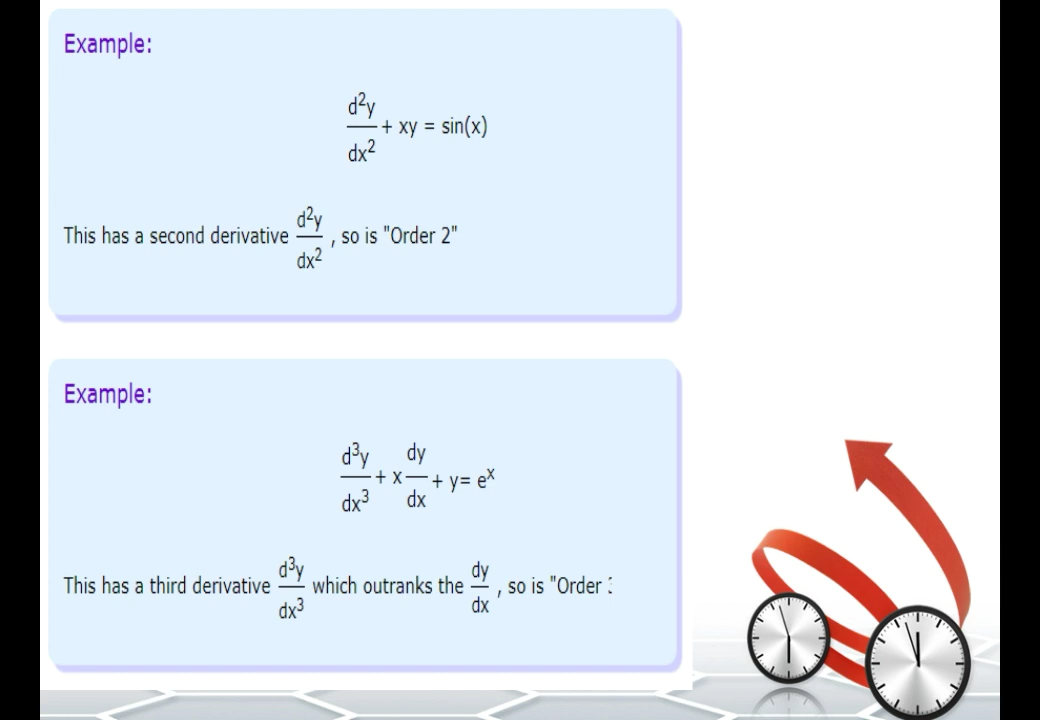 Example:
d²y/dx² + xy = sin(x)
This has a second derivative d²y/dx² , so is "Order 2"
Example:
d³y/dx³ + x dy/dx + y= eˣ
This has a third derivative d³y/dx³ which outranks the dy/dx , so is "Order